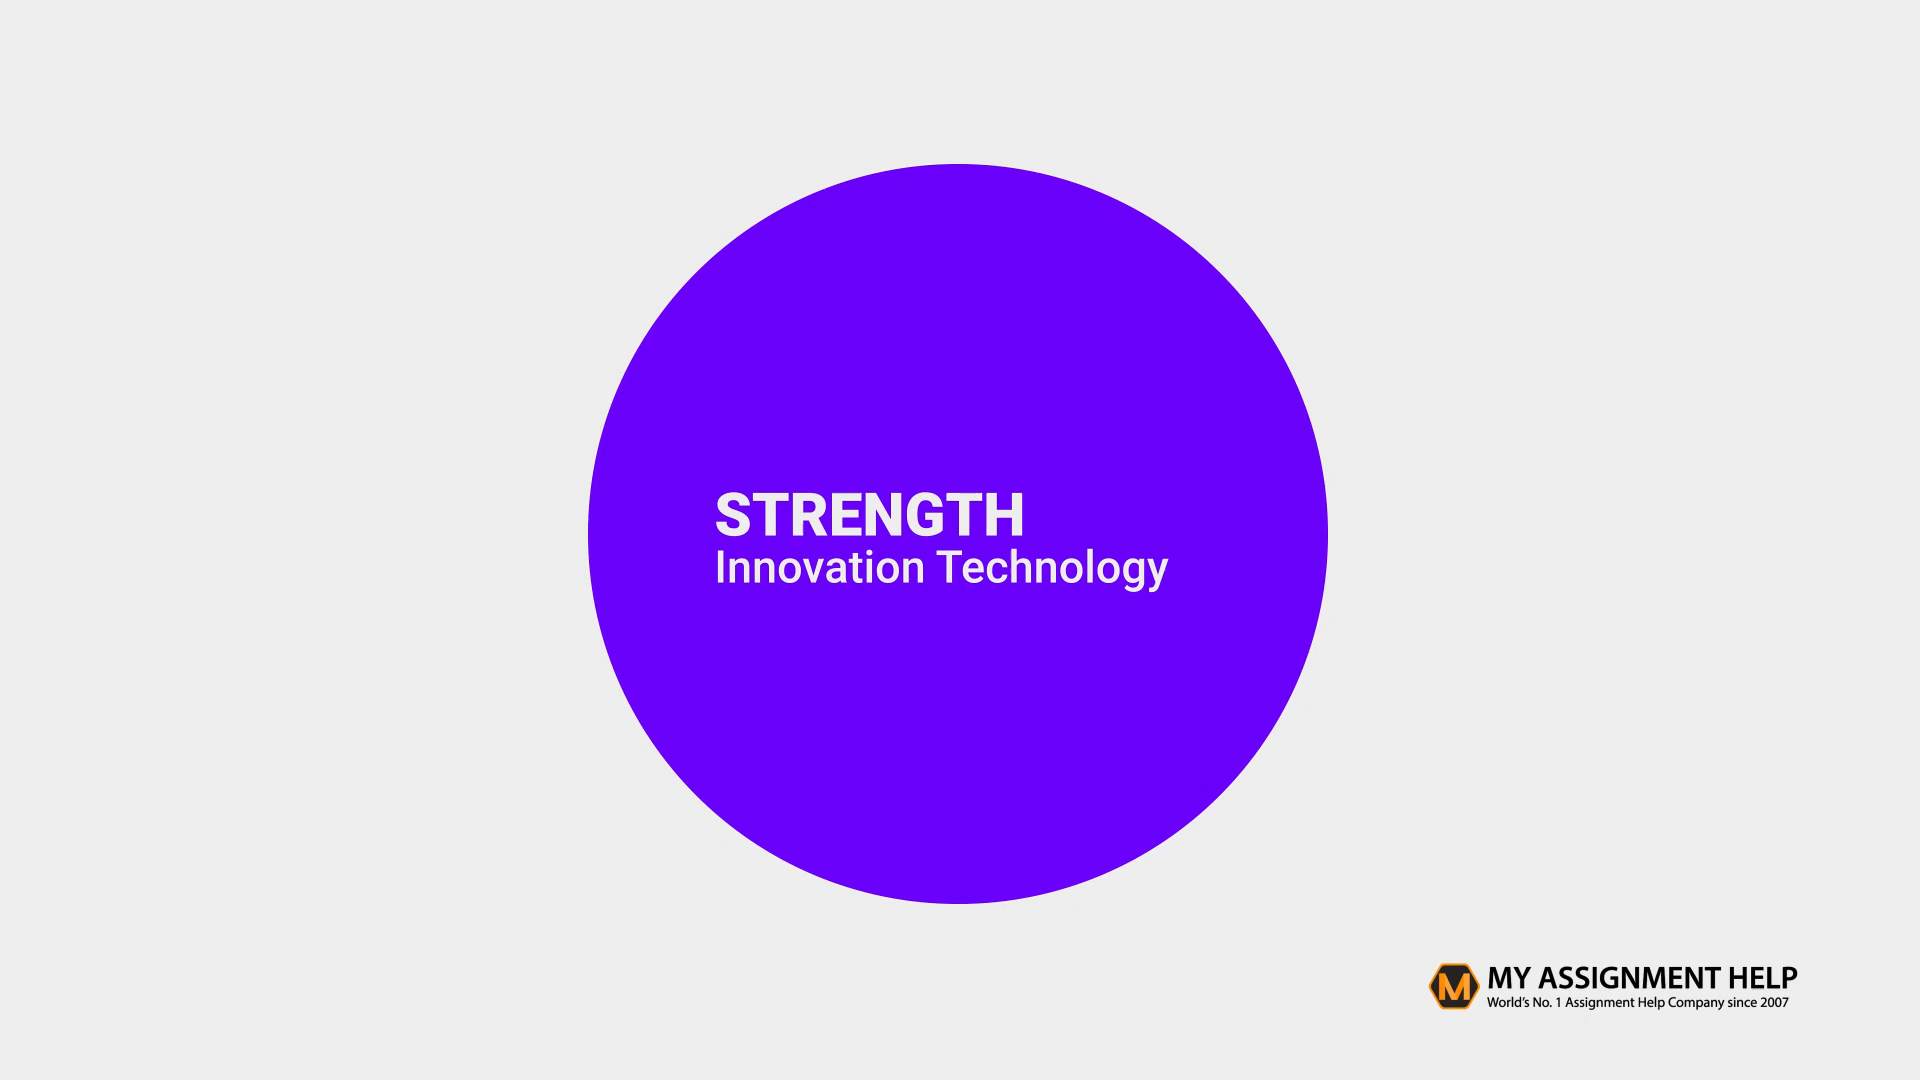 STRENGTH
Innovation Technology
M MY ASSIGNMENT HELP
World's No. 1 Assignment Help Company since 2007